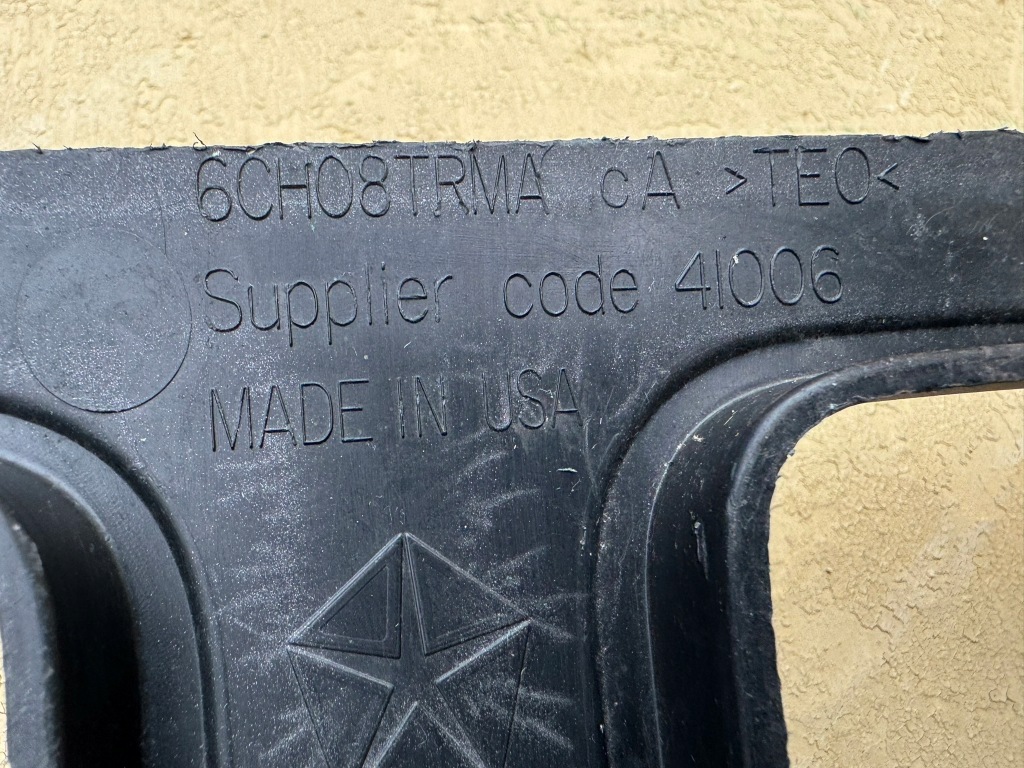 6CH08TRMA cA >TEO<
Supplier code 41006
MADE IN USA